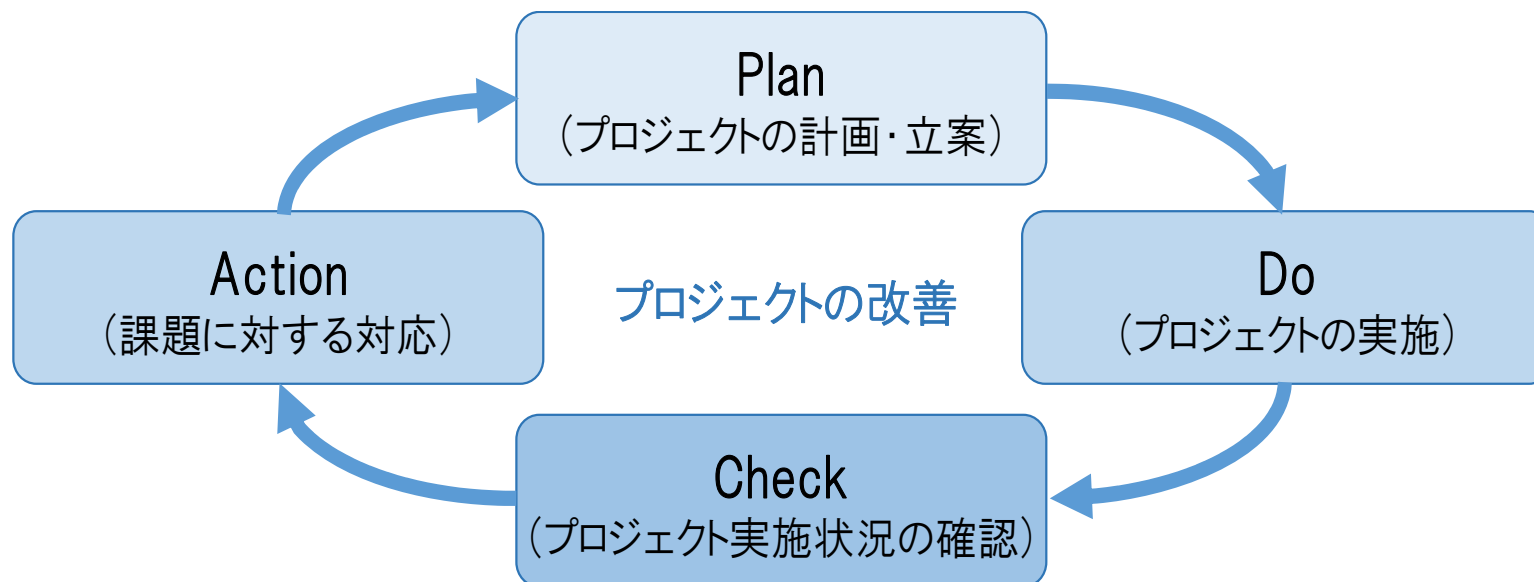 Plan
（プロジェクトの計画・立案）
Action
（課題に対する対応）
プロジェクトの改善
Do
（プロジェクトの実施）
Check
（プロジェクト実施状況の確認）